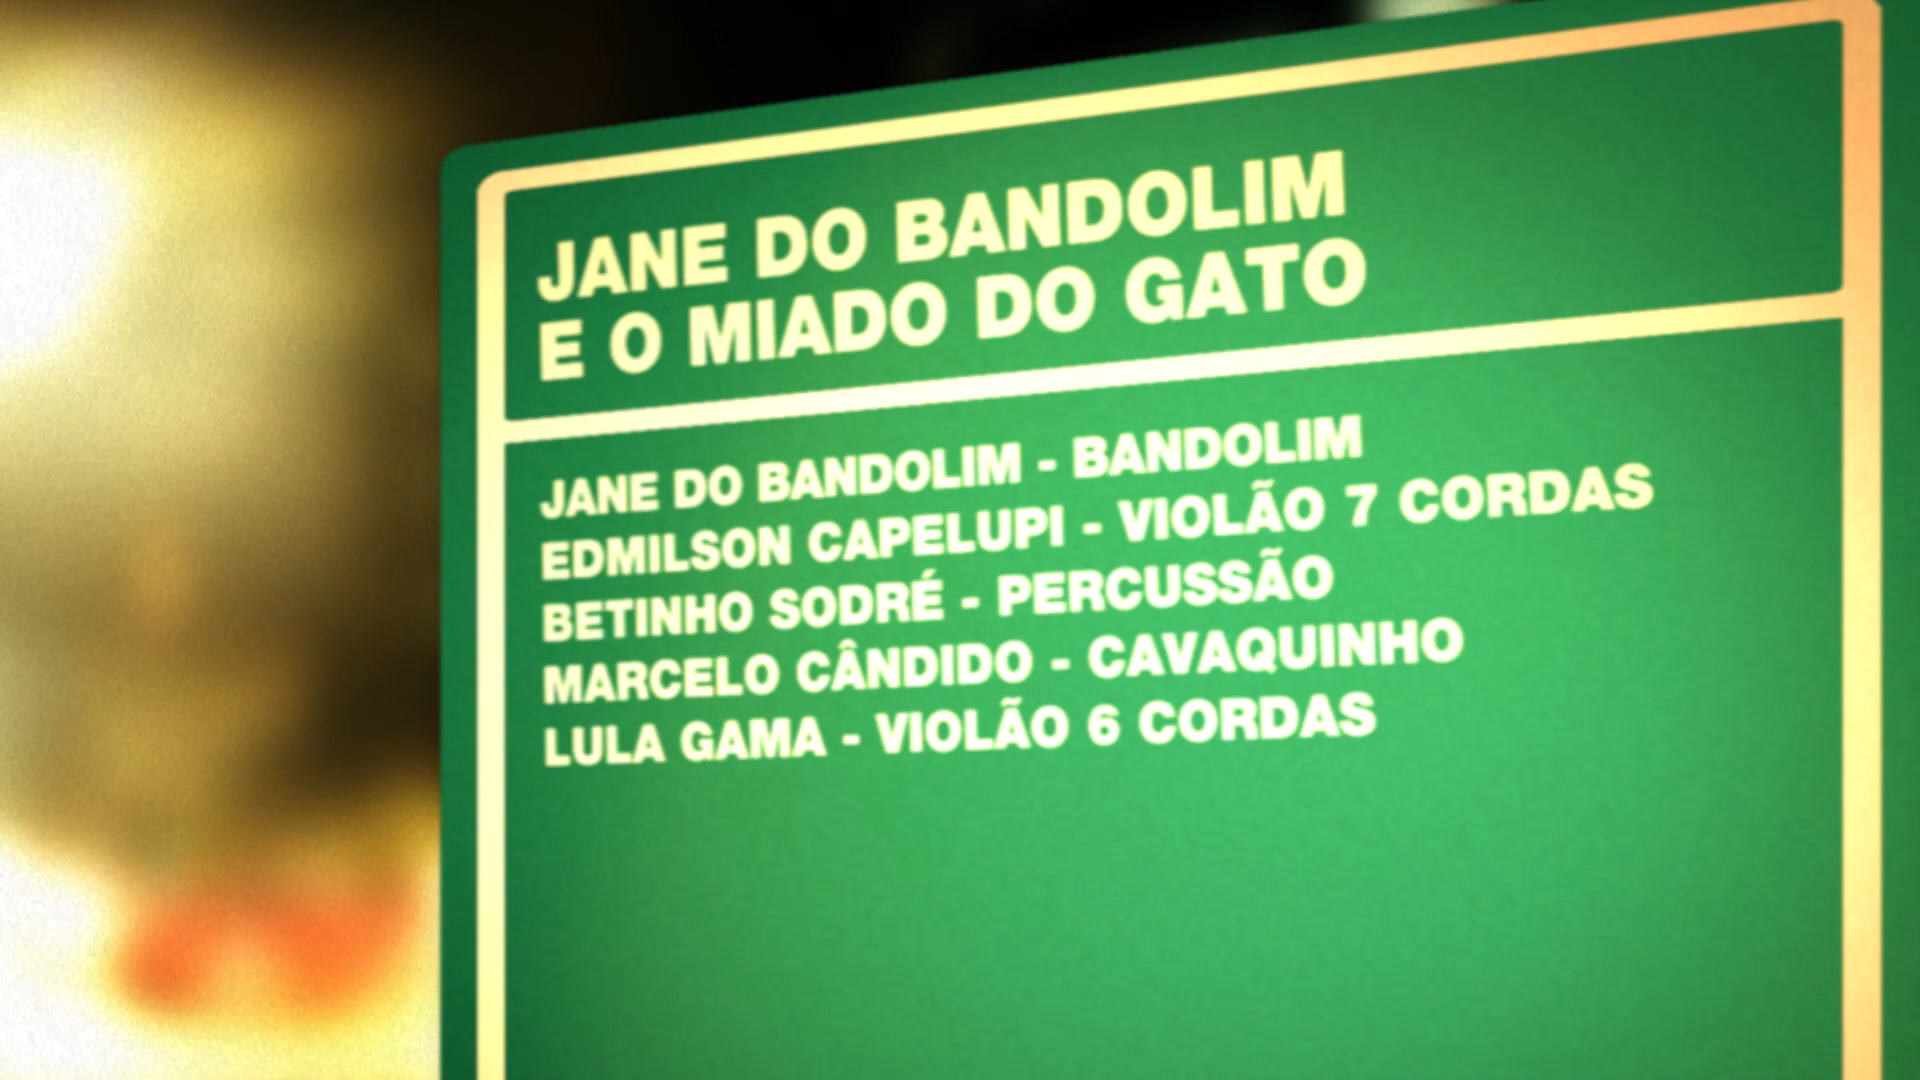 JANE DO BANDOLIM
E O MIADO DO GATO
JANE DO BANDOLIM - BANDOLIM
EDMILSON CAPELUPI - VIOLÃO 7 CORDAS
BETINHO SODRÉ - PERCUSSÃO
MARCELO CÂNDIDO - CAVAQUINHO
LULA GAMA - VIOLÃO 6 CORDAS